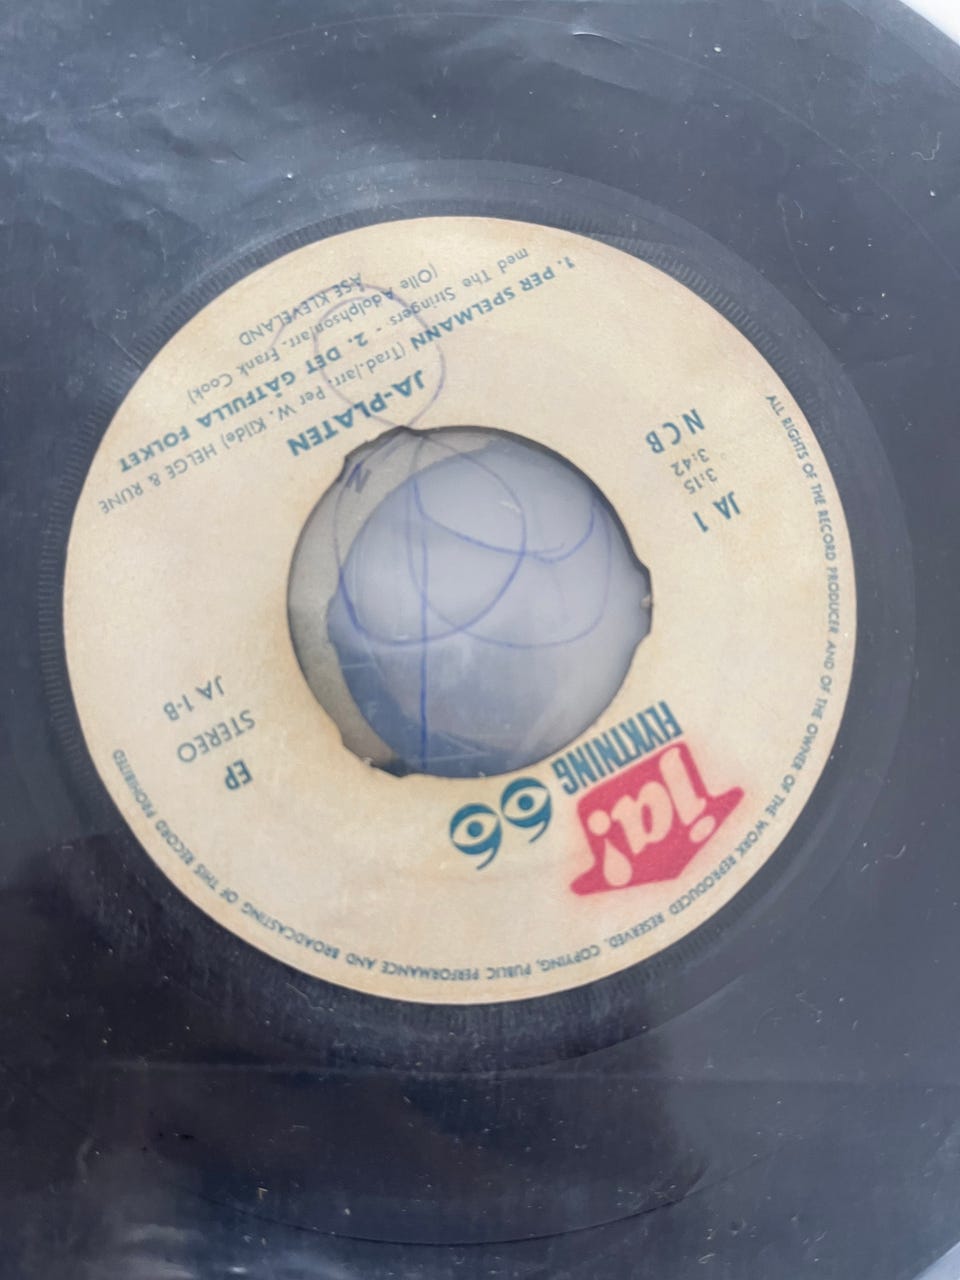 ja!
FLYKTNING
66
EP
STEREO
JA 1-B
JA 1
3:15
3:42
NCB
JA-PLATEN
1. PER SPELMANN (Trad./arr. Per W. Kilde) HELGE & RUNE
med The Stringers - 2. DET GÅTFULLA FOLKET
(Olle Adolphson/arr. Frank Cook)
ÅSE KLEVELAND
ALL RIGHTS OF THE RECORD PRODUCER AND OF THE OWNER OF THE WORK REPRODUCED RESERVED. COPYING, PUBLIC PERFORMANCE AND BROADCASTING OF THIS RECORD PROHIBITED